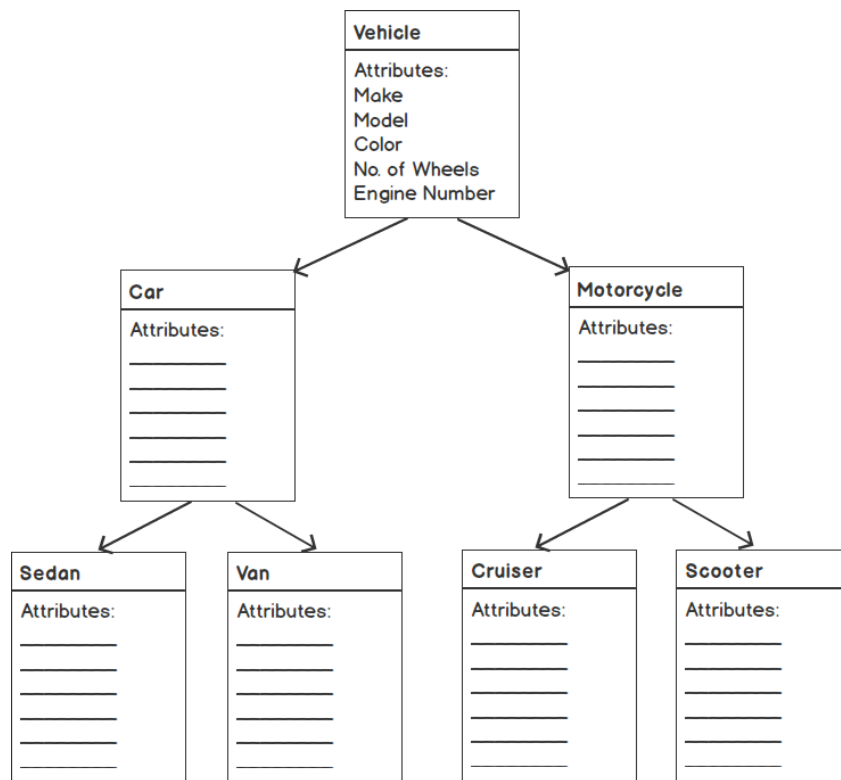 Vehicle
Attributes:
Make
Model
Color
No. of Wheels
Engine Number
Car
Attributes:
Motorcycle
Attributes:
Sedan
Attributes:
Van
Attributes:
Cruiser
Attributes:
Scooter
Attributes: